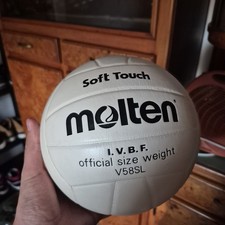 Soft Touch
molten
I.V.B.F.
official size weight
V58SL